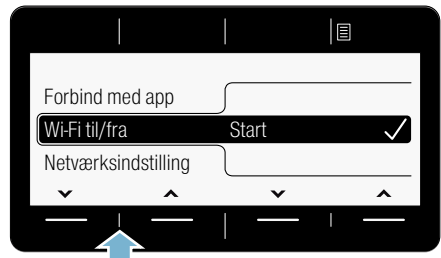 Forbind med app
Wi-Fi til/fra Start
Netværksindstilling